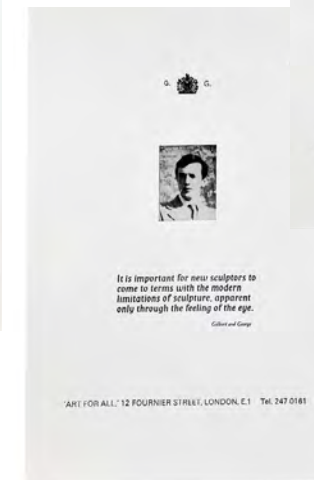 G. G.
It is important for new sculptors to
come to terms with the modern
limitations of sculpture, apparent
only through the feeling of the eye.
Gilbert and George
'ART FOR ALL,' 12 FOURNIER STREET, LONDON, E.1 Tel. 247 0161